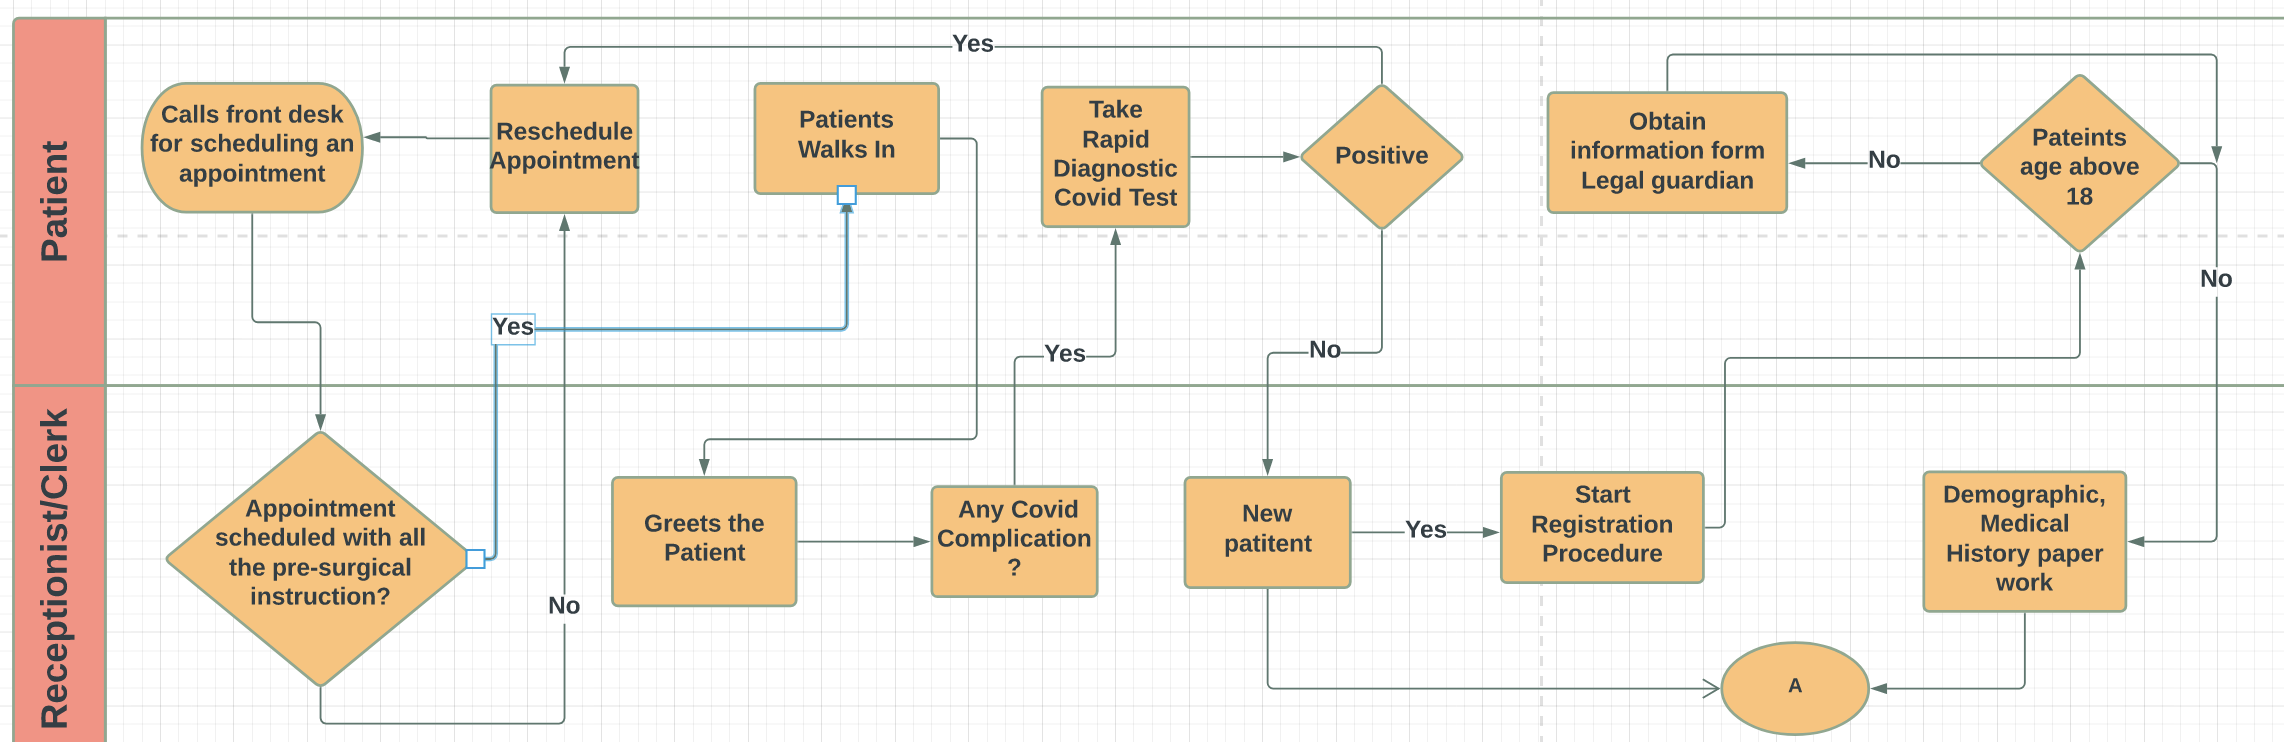 Patient
Calls front desk
for scheduling an
appointment
Reschedule
Appointment
Yes
Patients
Walks In
Take
Rapid
Diagnostic
Covid Test
Positive
Obtain
information form
Legal guardian
No
Pateints
age above
18
No
Yes
Yes
No
Receptionist/Clerk
Appointment
scheduled with all
the pre-surgical
instruction?
No
Greets the
Patient
Any Covid
Complication
?
New
patitent
Yes
Start
Registration
Procedure
Demographic,
Medical
History paper
work
A